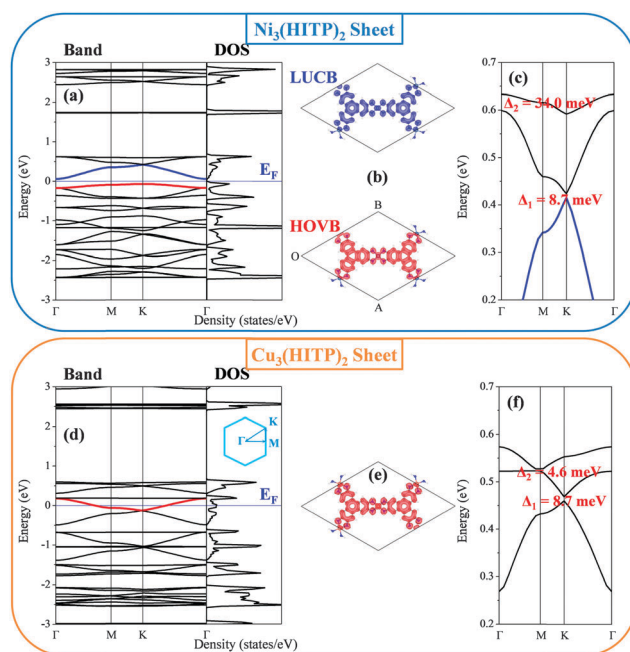 Ni₃(HITP)₂ Sheet
Band DOS
(a)
E_F
Energy (eV)
3
2
1
0
-1
-2
-3
Γ M K Γ
Density (states/eV)
LUCB
(b)
HOVB
B
O
A
(c)
Δ₂ = 34.0 meV
Δ₁ = 8.7 meV
Energy (eV)
0.7
0.6
0.5
0.4
0.3
0.2
Γ M K Γ
Cu₃(HITP)₂ Sheet
Band DOS
(d)
K
Γ
M
E_F
Energy (eV)
3
2
1
0
-1
-2
-3
Γ M K Γ
Density (states/eV)
(e)
(f)
Δ₂ = 4.6 meV
Δ₁ = 8.7 meV
Energy (eV)
0.7
0.6
0.5
0.4
0.3
0.2
Γ M K Γ